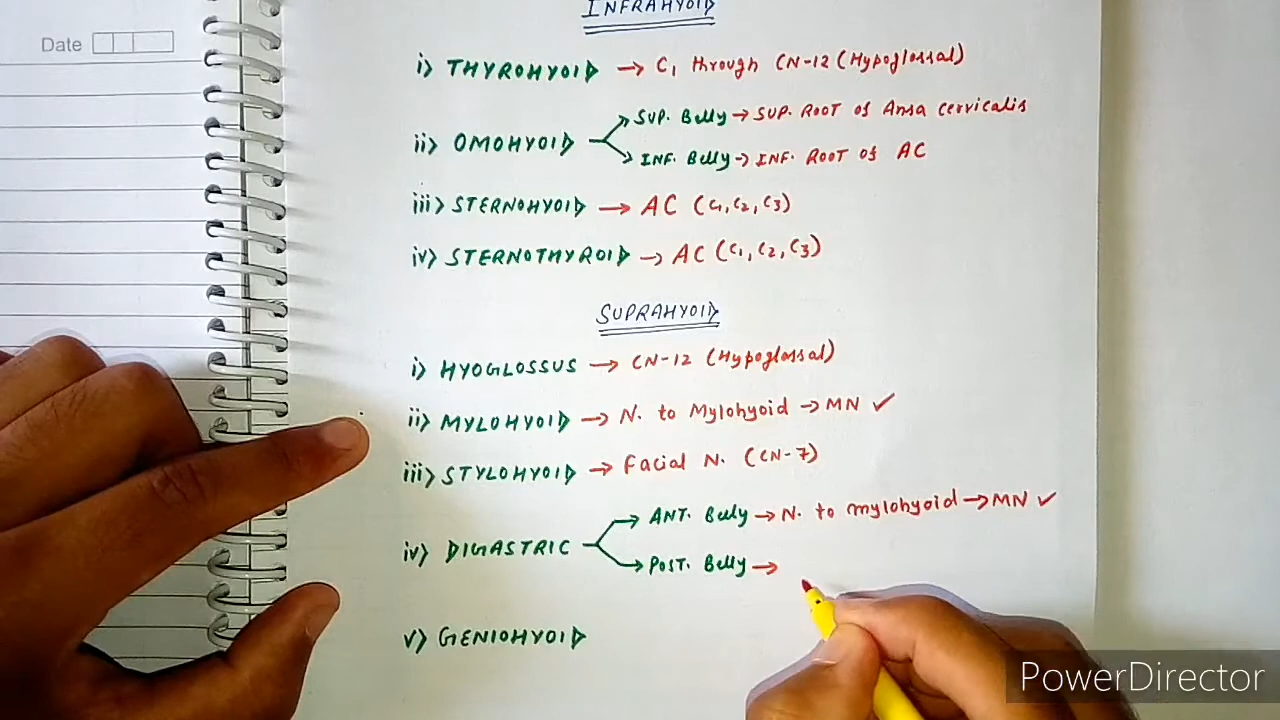 INFRAHYOID
Date
i) THYROHYOID → C1 through CN-12 (Hypoglossal)
ii) OMOHYOID
SUP. Belly → SUP. ROOT of Ansa cervicalis
INF. Belly → INF. ROOT of AC
iii) STERNOHYOID → AC (C1, C2, C3)
iv) STERNOTHYROID → AC (C1, C2, C3)
SUPRAHYOID
i) HYOGLOSSUS → CN-12 (Hypoglossal)
ii) MYLOHYOID → N. to Mylohyoid → MN ✓
iii) STYLOHYOID → Facial N. (CN-7)
iv) DIGASTRIC
ANT. Belly → N. to mylohyoid → MN ✓
POST. Belly →
v) GENIOHYOID
PowerDirector